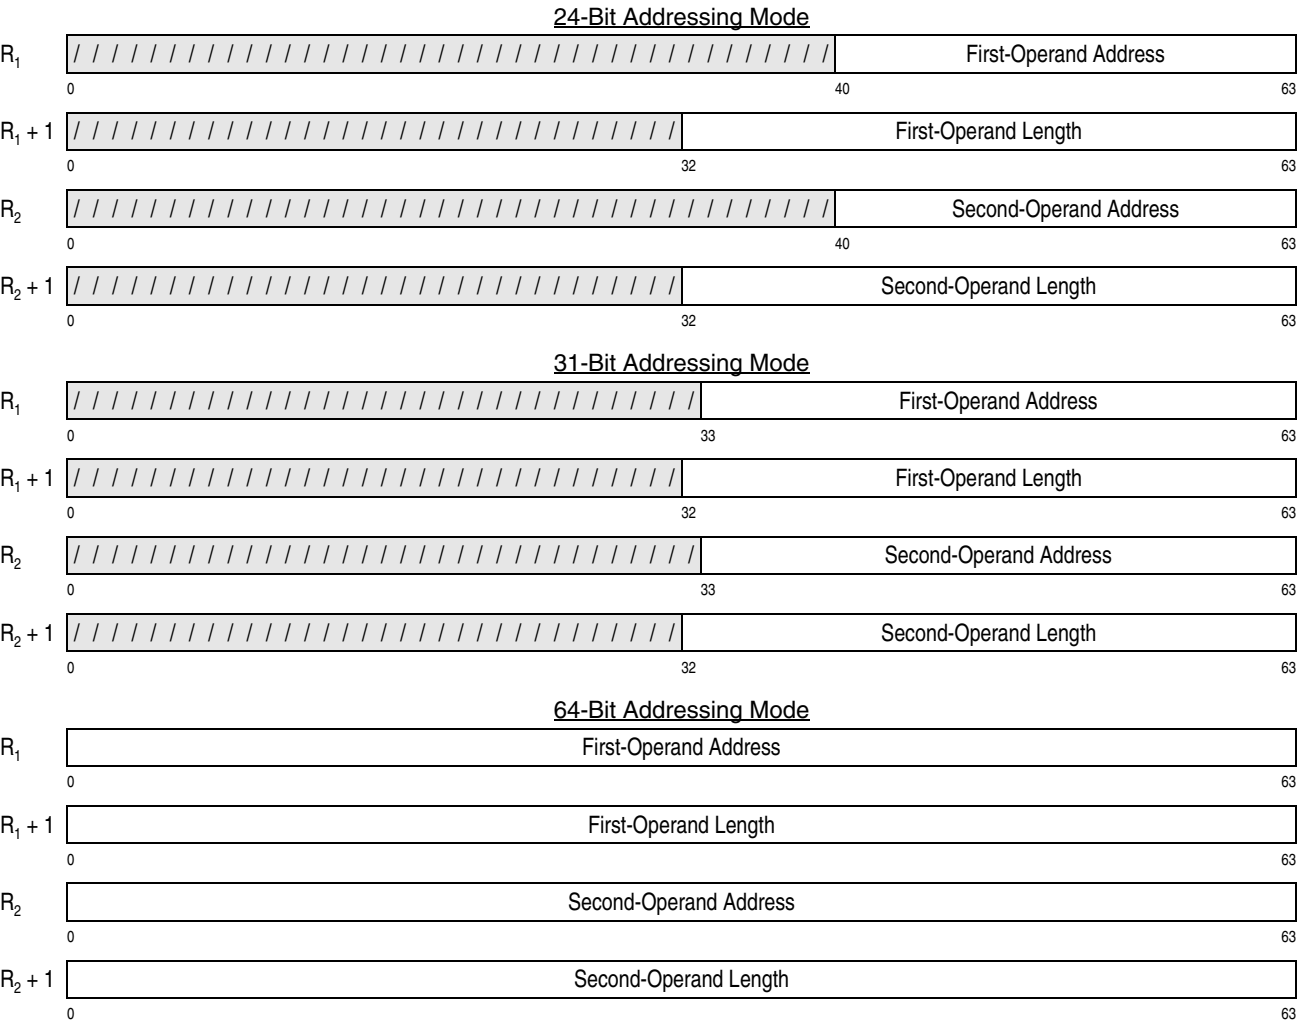 24-Bit Addressing Mode
R₁ / / / / / / / / / / / / / / / / / / / / / / / / / / / / / / / / / / / / / / / / First-Operand Address
0 40 63
R₁ + 1 / / / / / / / / / / / / / / / / / / / / / / / / / / / / / / / / First-Operand Length
0 32 63
R₂ / / / / / / / / / / / / / / / / / / / / / / / / / / / / / / / / / / / / / / / / Second-Operand Address
0 40 63
R₂ + 1 / / / / / / / / / / / / / / / / / / / / / / / / / / / / / / / / Second-Operand Length
0 32 63
31-Bit Addressing Mode
R₁ / / / / / / / / / / / / / / / / / / / / / / / / / / / / / / / / / First-Operand Address
0 33 63
R₁ + 1 / / / / / / / / / / / / / / / / / / / / / / / / / / / / / / / / First-Operand Length
0 32 63
R₂ / / / / / / / / / / / / / / / / / / / / / / / / / / / / / / / / / Second-Operand Address
0 33 63
R₂ + 1 / / / / / / / / / / / / / / / / / / / / / / / / / / / / / / / / Second-Operand Length
0 32 63
64-Bit Addressing Mode
R₁ First-Operand Address
0 63
R₁ + 1 First-Operand Length
0 63
R₂ Second-Operand Address
0 63
R₂ + 1 Second-Operand Length
0 63